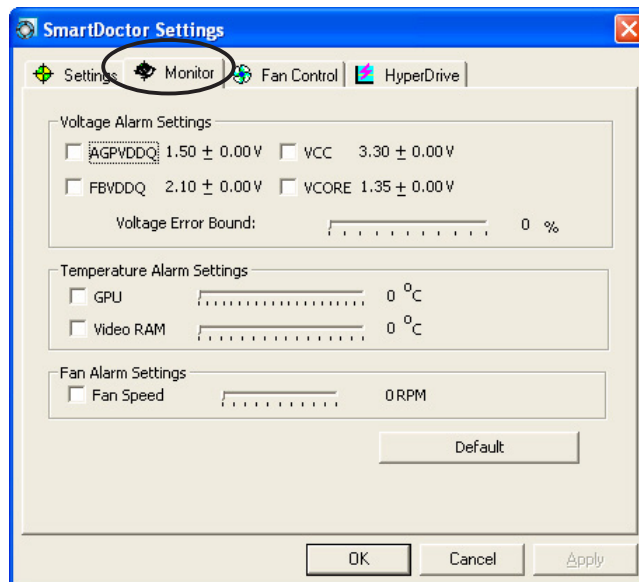 SmartDoctor Settings
Settings Monitor Fan Control HyperDrive
Voltage Alarm Settings
AGPVDDQ 1.50 ± 0.00 V VCC 3.30 ± 0.00 V
FBVDDQ 2.10 ± 0.00 V VCORE 1.35 ± 0.00 V
Voltage Error Bound: 0 %
Temperature Alarm Settings
GPU 0 °C
Video RAM 0 °C
Fan Alarm Settings
Fan Speed 0 RPM
Default
OK Cancel Apply